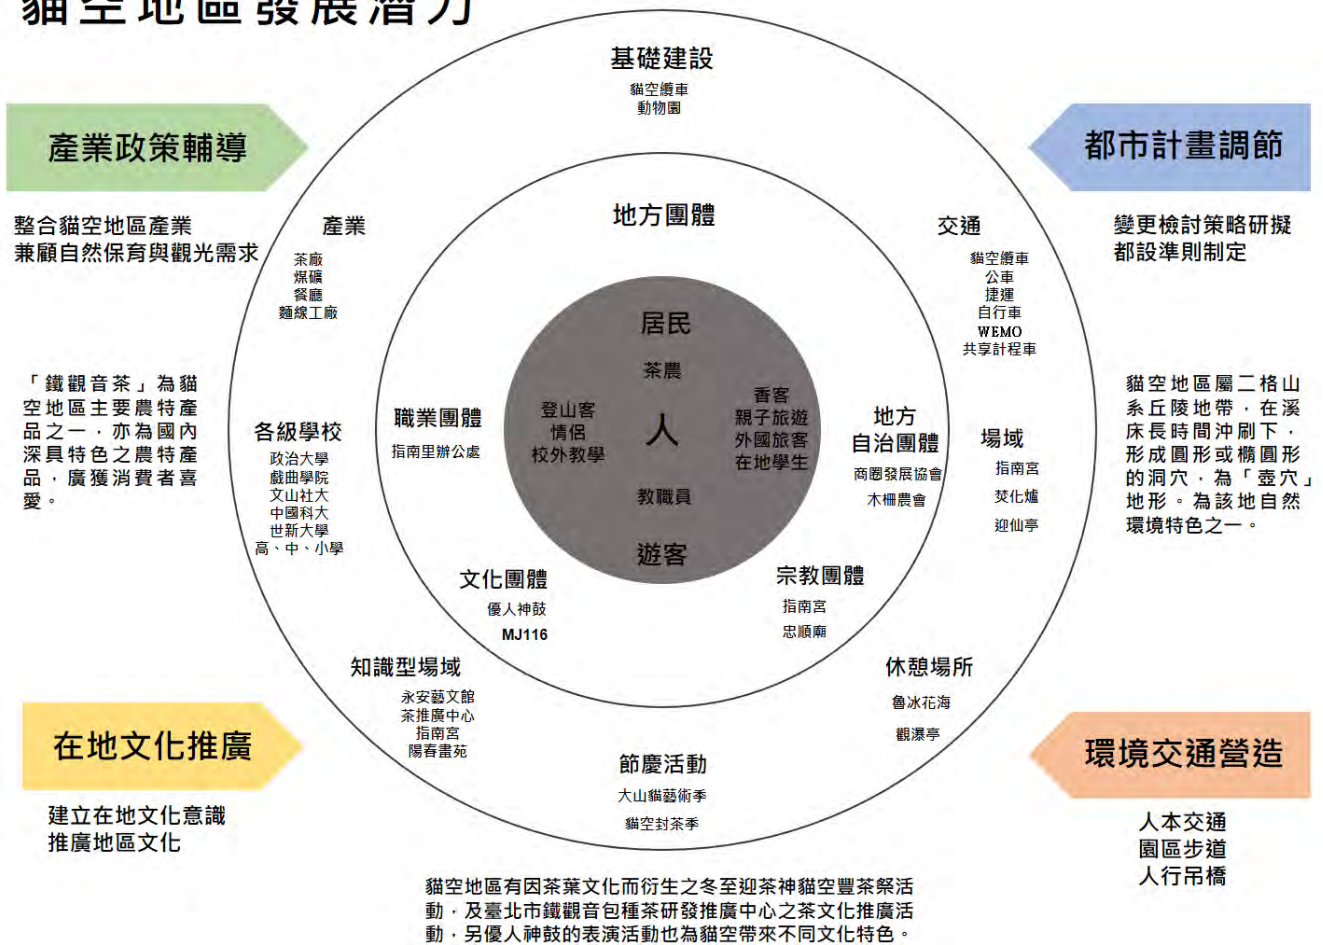 貓空地區發展潛力
基礎建設
貓空纜車
動物園
產業政策輔導
整合貓空地區產業
兼顧自然保育與觀光需求
都市計畫調節
變更檢討策略研擬
都設準則制定
產業
茶廠
煤礦
餐廳
麵線工廠
地方團體
交通
貓空纜車
公車
捷運
自行車
WEMO
共享計程車
「鐵觀音茶」為貓
空地區主要農特產
品之一，亦為國內
深具特色之農特產
品，廣獲消費者喜
愛。
各級學校
政治大學
戲曲學院
文山社大
中國科大
世新大學
高、中、小學
職業團體
指南里辦公處
居民
茶農
登山客
情侶
校外教學
人
香客
親子旅遊
外國旅客
在地學生
教職員
遊客
地方
自治團體
商圈發展協會
木柵農會
場域
指南宮
焚化爐
迎仙亭
貓空地區屬二格山
系丘陵地帶，在溪
床長時間沖刷下，
形成圓形或橢圓形
的洞穴，為「壺穴」
地形。為該地自然
環境特色之一。
文化團體
優人神鼓
MJ116
宗教團體
指南宮
忠順廟
知識型場域
永安藝文館
茶推廣中心
指南宮
陽春畫苑
休憩場所
魯冰花海
觀瀑亭
節慶活動
大山貓藝術季
貓空封茶季
在地文化推廣
建立在地文化意識
推廣地區文化
環境交通營造
人本交通
園區步道
人行吊橋
貓空地區有因茶葉文化而衍生之冬至迎茶神貓空豐茶祭活
動，及臺北市鐵觀音包種茶研發推廣中心之茶文化推廣活
動，另優人神鼓的表演活動也為貓空帶來不同文化特色。